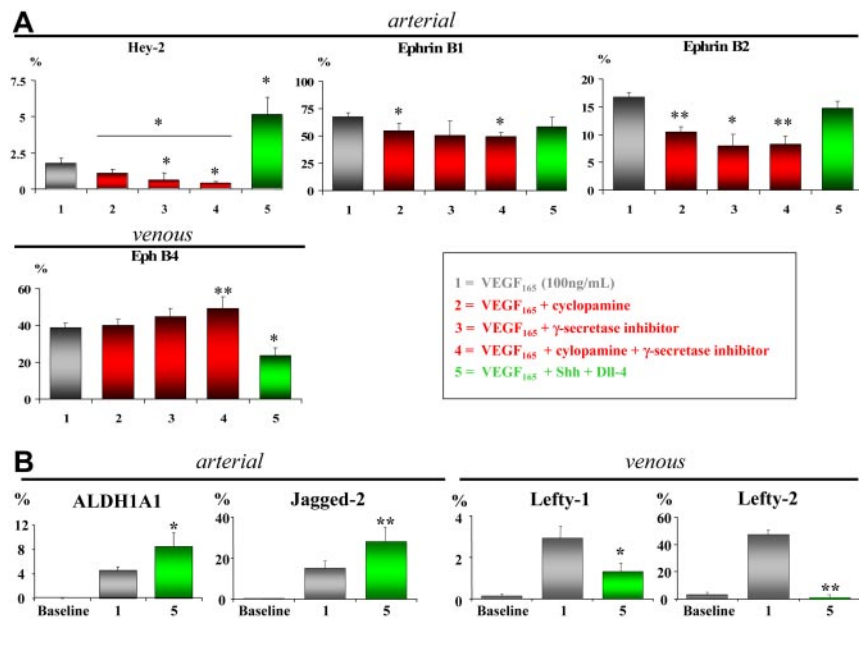 A
arterial
Hey-2
%
7.5
5
2.5
0
*
*
*
*
1 2 3 4 5
Ephrin B1
%
100
75
50
25
0
*
*
1 2 3 4 5
Ephrin B2
%
20
15
10
5
0
**
*
**
1 2 3 4 5
venous
Eph B4
%
60
40
20
0
**
*
1 2 3 4 5
1 = VEGF165 (100ng/mL)
2 = VEGF165 + cyclopamine
3 = VEGF165 + γ-secretase inhibitor
4 = VEGF165 + cylopamine + γ-secretase inhibitor
5 = VEGF165 + Shh + Dll-4
B
arterial
ALDH1A1
%
12
8
4
0
*
Baseline 1 5
Jagged-2
%
40
20
0
**
Baseline 1 5
venous
Lefty-1
%
4
2
0
*
Baseline 1 5
Lefty-2
%
60
40
20
0
**
Baseline 1 5